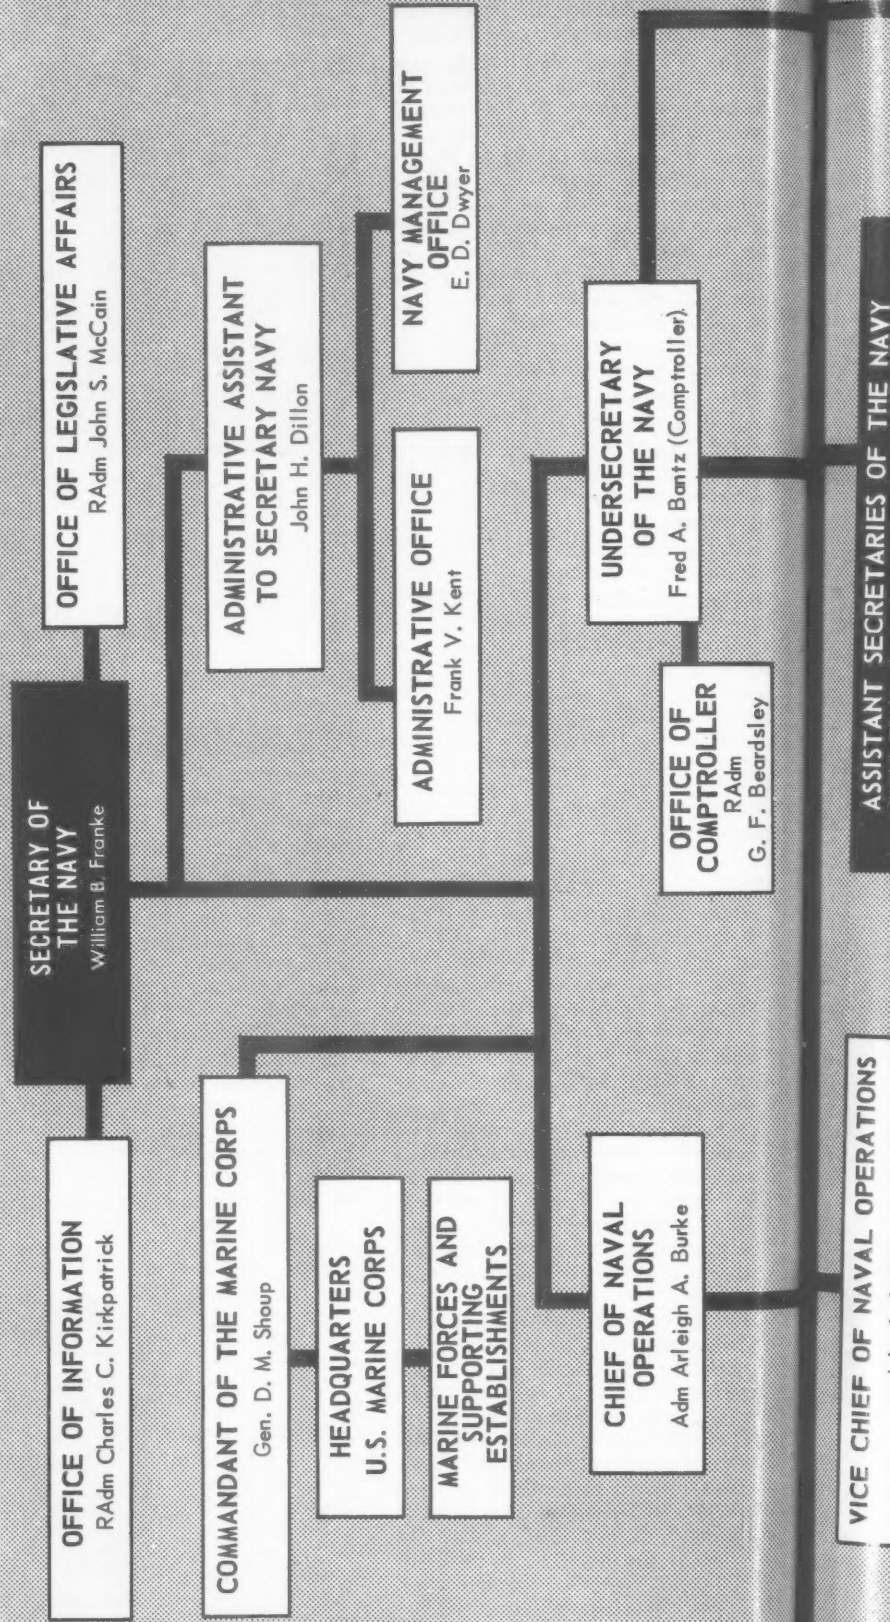 SECRETARY OF
THE NAVY
William B. Franke
OFFICE OF INFORMATION
RAdm Charles C. Kirkpatrick
OFFICE OF LEGISLATIVE AFFAIRS
RAdm John S. McCain
COMMANDANT OF THE MARINE CORPS
Gen. D. M. Shoup
HEADQUARTERS
U.S. MARINE CORPS
MARINE FORCES AND
SUPPORTING
ESTABLISHMENTS
ADMINISTRATIVE ASSISTANT
TO SECRETARY NAVY
John H. Dillon
ADMINISTRATIVE OFFICE
Frank V. Kent
NAVY MANAGEMENT
OFFICE
E. D. Dwyer
CHIEF OF NAVAL
OPERATIONS
Adm Arleigh A. Burke
UNDERSECRETARY
OF THE NAVY
Fred A. Bantz (Comptroller)
OFFICE OF
COMPTROLLER
RAdm
G. F. Beardsley
VICE CHIEF OF NAVAL OPERATIONS
ASSISTANT SECRETARIES OF THE NAVY